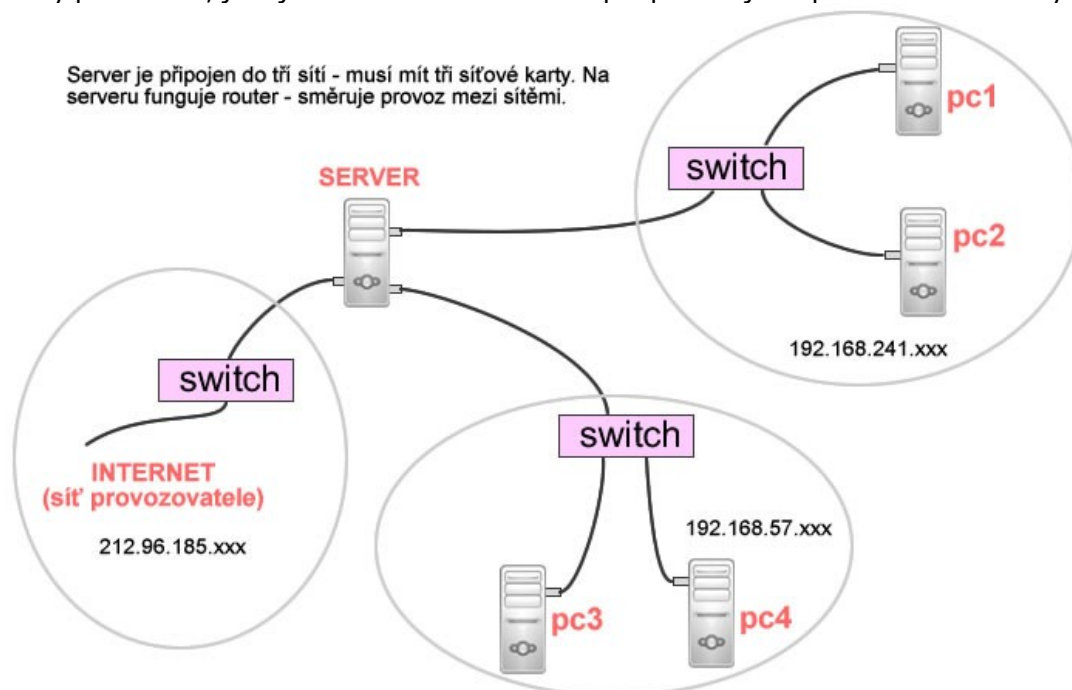 Server je připojen do tří sítí - musí mít tři síťové karty. Na
serveru funguje router - směruje provoz mezi sítěmi.
SERVER
switch
pc1
pc2
192.168.241.xxx
switch
INTERNET
(síť provozovatele)
212.96.185.xxx
switch
192.168.57.xxx
pc3
pc4